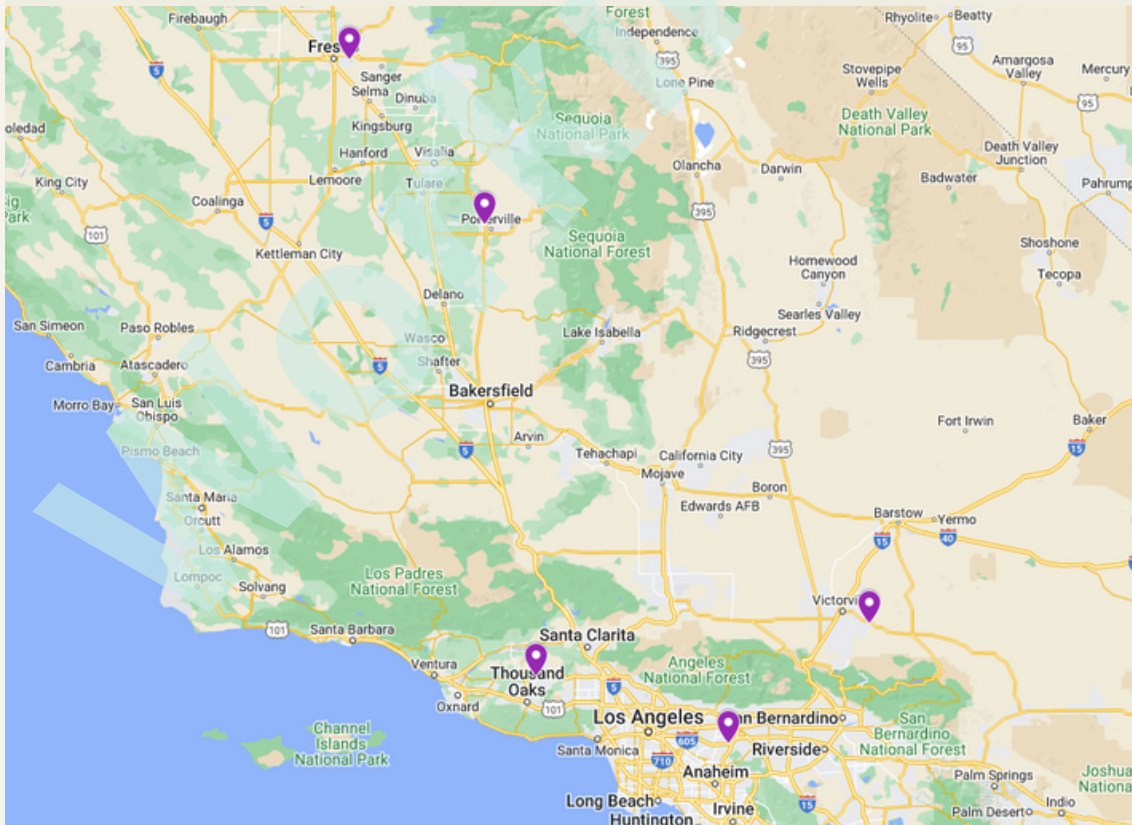 Firebaugh
Forest
Independence
Rhyolite
Beatty
95
Fres
395
5
Sanger
Selma
Dinuba
Kingsburg
Lone Pine
Stovepipe
Wells
Amargosa
Valley
Mercury
95
Death Valley
National Park
Sequoia
National Park
oledad
Hanford
Visalia
Lemoore
Tulare
Olancha
Darwin
Death Valley
Junction
Badwater
Pahrump
King City
Coalinga
ig
Park
101
5
Porterville
395
Kettleman City
Sequoia
National Forest
Shoshone
Tecopa
Homewood
Canyon
Delano
Searles Valley
San Simeon
Paso Robles
Wasco
Lake Isabella
Ridgecrest
Cambria
Atascadero
5
Shafter
395
Bakersfield
Morro Bay
San Luis
Obispo
Fort Irwin
Baker
Pismo Beach
5
Arvin
Tehachapi
California City
395
15
Mojave
Boron
Santa Maria
Edwards AFB
Orcutt
Barstow
Yermo
15
40
Los Alamos
Los Padres
National Forest
Lompoc
Solvang
101
Santa Barbara
Victorvi
Santa Clarita
Ventura
Thousand
Oaks
Angeles
National Forest
5
Oxnard
101
Los Angeles
n Bernardino
San
Bernardino
National Forest
Channel
Islands
National Park
Santa Monica
605
Riverside
710
Anaheim
Palm Springs
Joshua
Nationa
Long Beach
Irvine
15
Palm Desert
Indio
Huntington